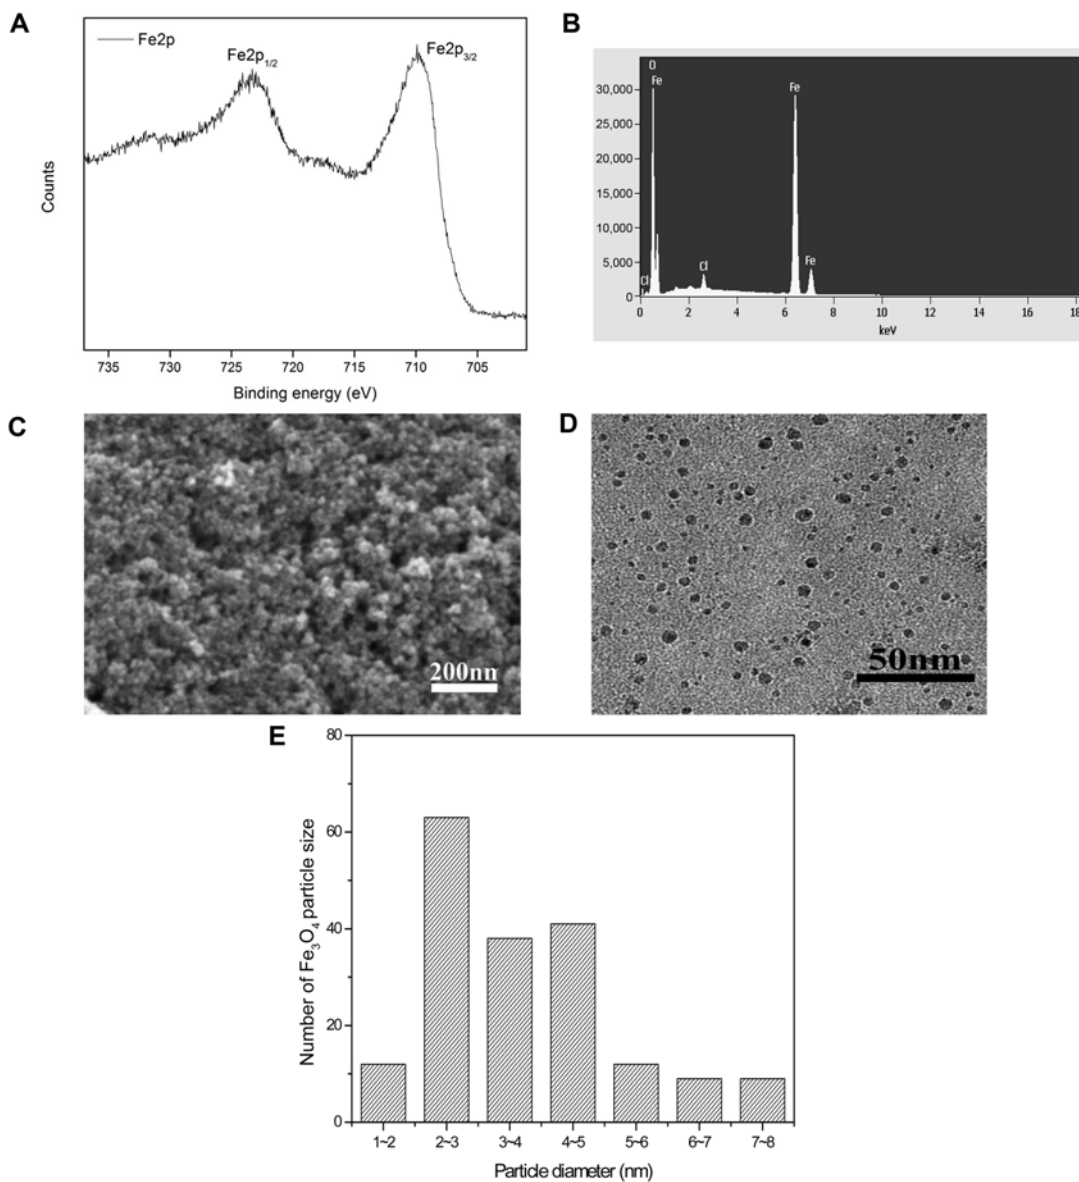 A
Fe2p
Fe2p1/2
Fe2p3/2
Counts
735 730 725 720 715 710 705
Binding energy (eV)
B
O
Fe
Fe
Cl
Cl
Fe
30,000
25,000
20,000
15,000
10,000
5,000
0
0 2 4 6 8 10 12 14 16 18
keV
C
200nm
D
50nm
E
80
60
40
20
0
Number of Fe3O4 particle size
1~2 2~3 3~4 4~5 5~6 6~7 7~8
Particle diameter (nm)